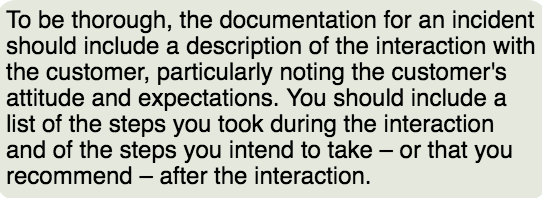 To be thorough, the documentation for an incident
should include a description of the interaction with
the customer, particularly noting the customer's
attitude and expectations. You should include a
list of the steps you took during the interaction
and of the steps you intend to take – or that you
recommend – after the interaction.